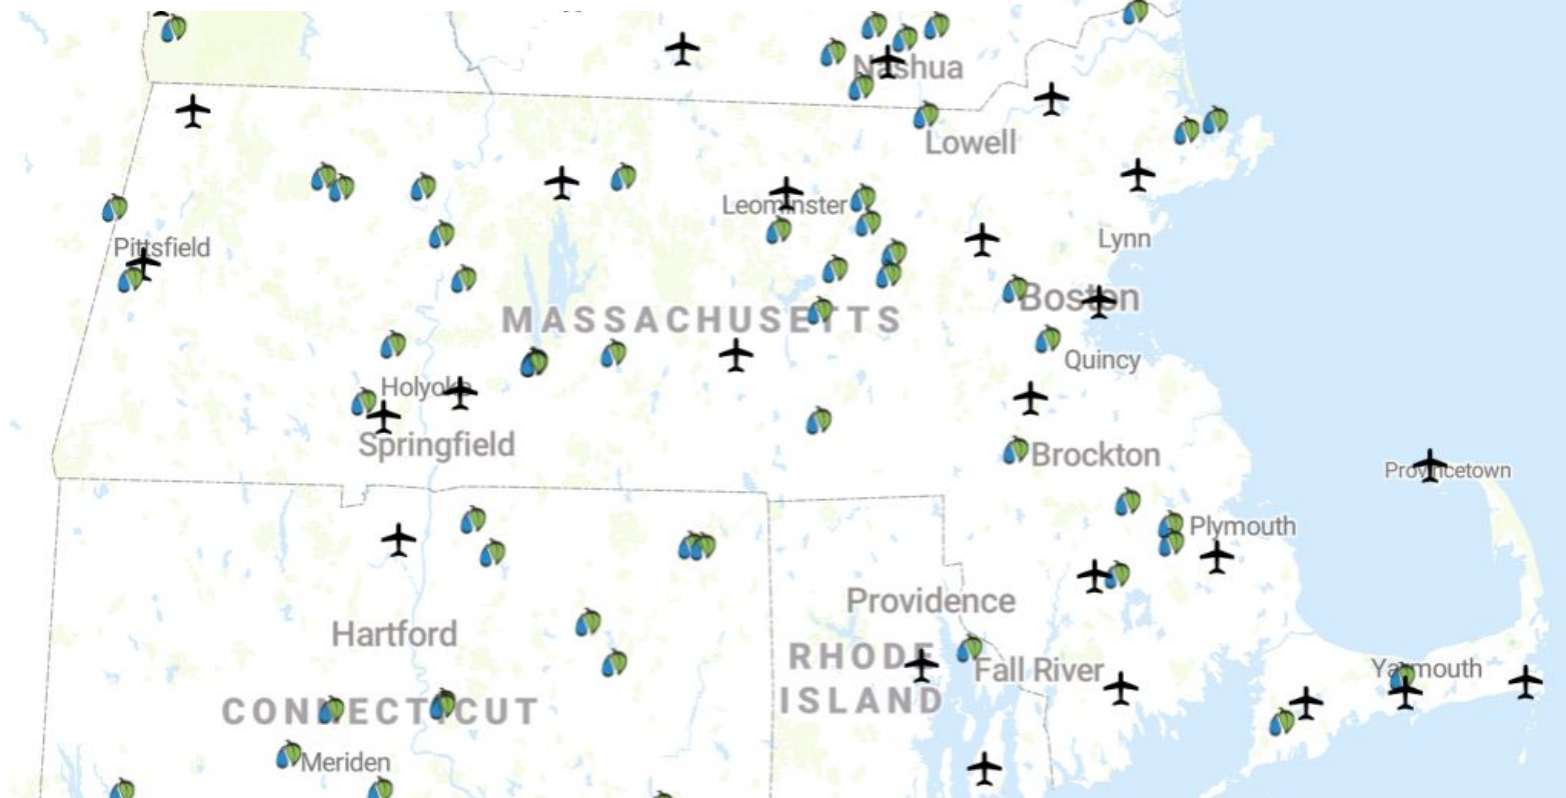 Nashua
Lowell
Leominster
Pittsfield
Lynn
Boston
MASSACHUSETTS
Quincy
Holyoke
Springfield
Brockton
Provincetown
Plymouth
Providence
Hartford
RHODE
ISLAND
Fall River
Yarmouth
CONNECTICUT
Meriden